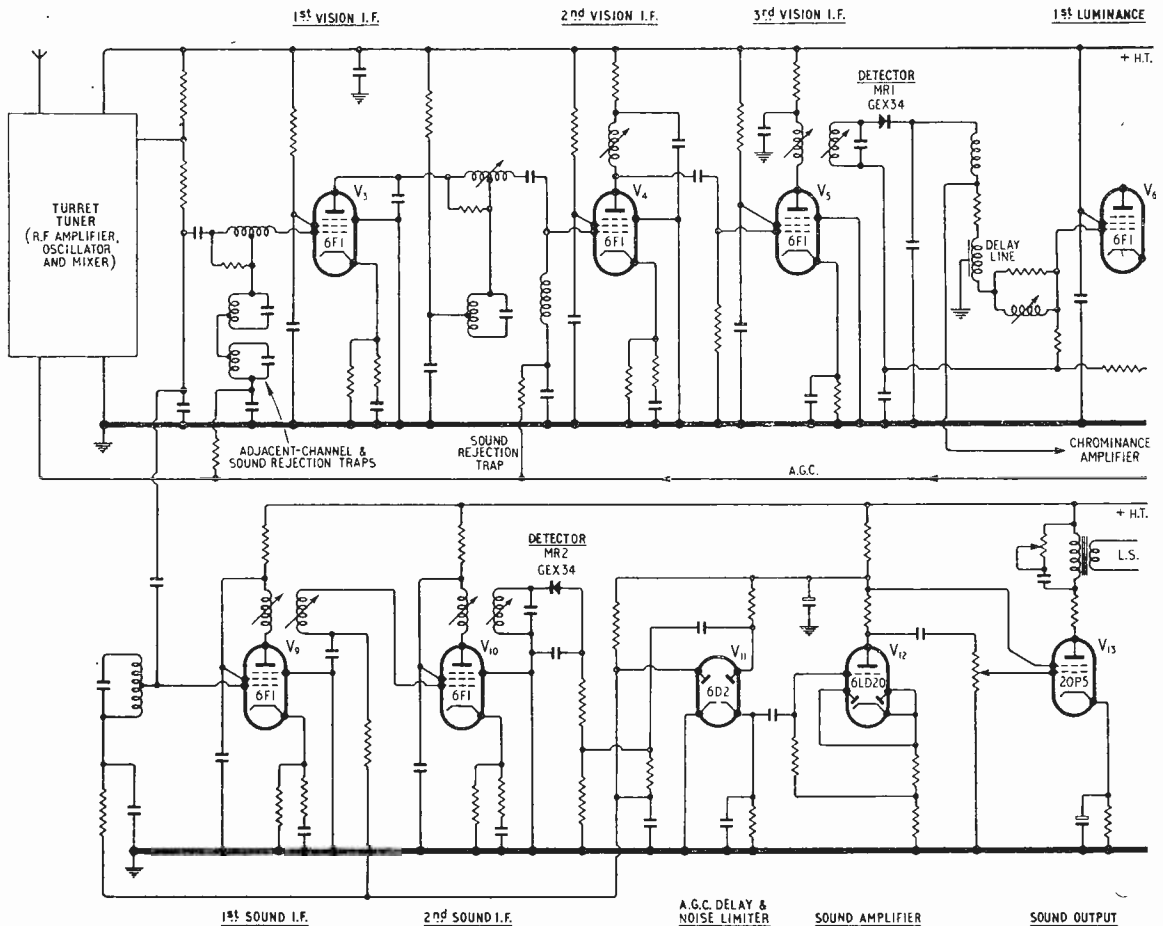 1st VISION I.F.
2nd VISION I.F.
3rd VISION I.F.
1st LUMINANCE
+ H.T.
DETECTOR
MR1
GEX34
TURRET
TUNER
(R.F AMPLIFIER,
OSCILLATOR
AND MIXER)
V3
6F1
V4
6F1
V5
6F1
V6
6F1
DELAY
LINE
ADJACENT-CHANNEL &
SOUND REJECTION TRAPS
SOUND
REJECTION
TRAP
CHROMINANCE
AMPLIFIER
A.G.C.
+ H.T.
DETECTOR
MR2
GEX34
L.S.
V9
6F1
V10
6F1
V11
6D2
V12
6LD20
V13
20P5
1st SOUND I.F.
2nd SOUND I.F.
A.G.C. DELAY &
NOISE LIMITER
SOUND AMPLIFIER
SOUND OUTPUT